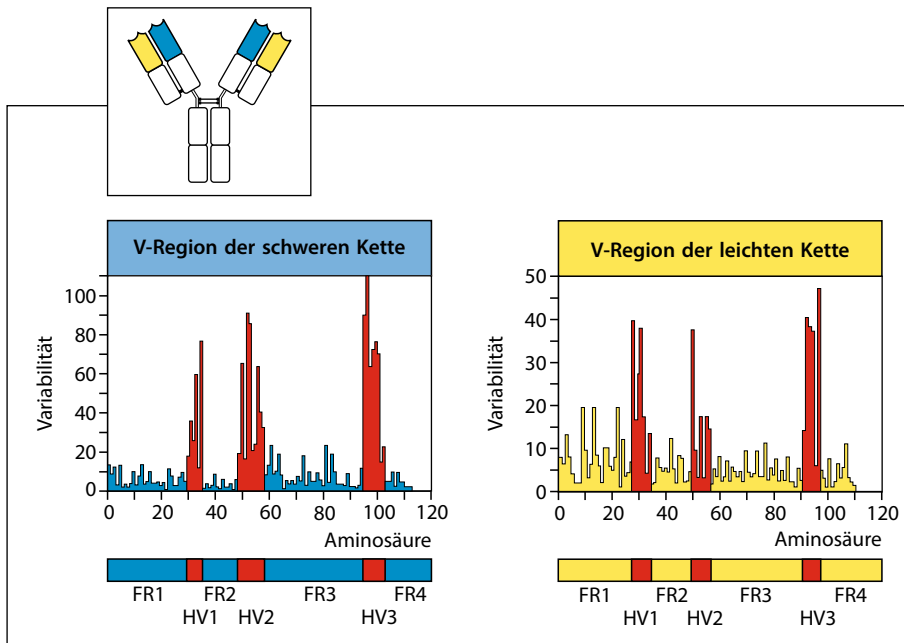 V-Region der schweren Kette
Variabilität
100
80
60
40
20
0
0 20 40 60 80 100 120
Aminosäure
FR1 FR2 FR3 FR4
HV1 HV2 HV3
V-Region der leichten Kette
Variabilität
50
40
30
20
10
0
0 20 40 60 80 100 120
Aminosäure
FR1 FR2 FR3 FR4
HV1 HV2 HV3